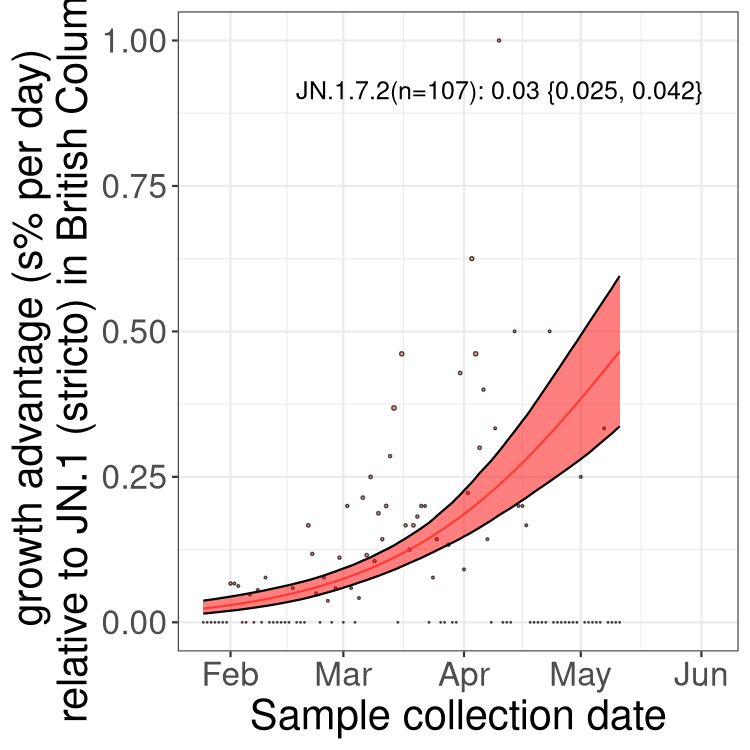 growth advantage (s% per day)
relative to JN.1 (stricto) in British Colum
1.00
0.75
0.50
0.25
0.00
JN.1.7.2(n=107): 0.03 {0.025, 0.042}
Feb Mar Apr May Jun
Sample collection date